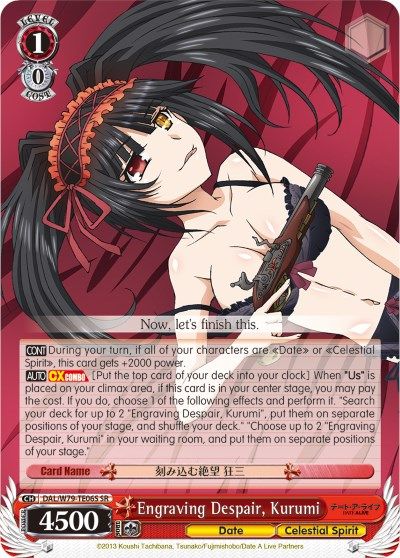 LEVEL
1
0
COST
Now, let's finish this.
CONT During your turn, if all of your characters are «Date» or «Celestial
Spirit», this card gets +2000 power.
AUTO CX COMBO [Put the top card of your deck into your clock] When "Us" is
placed on your climax area, if this card is in your center stage, you may pay
the cost. If you do, choose 1 of the following effects and perform it. "Search
your deck for up to 2 "Engraving Despair, Kurumi", put them on separate
positions of your stage, and shuffle your deck." "Choose up to 2 "Engraving
Despair, Kurumi" in your waiting room, and put them on separate positions
of your stage."
Card Name 刻み込む絶望 狂三
CH DAL/W79-TE06S SR
Engraving Despair, Kurumi
デート・ア・ライブ
DATE A LIVE
POWER
4500
SOUL
Date
Celestial Spirit
©2013 Koushi Tachibana, Tsunako/Fujimishobo/Date A Live Partners